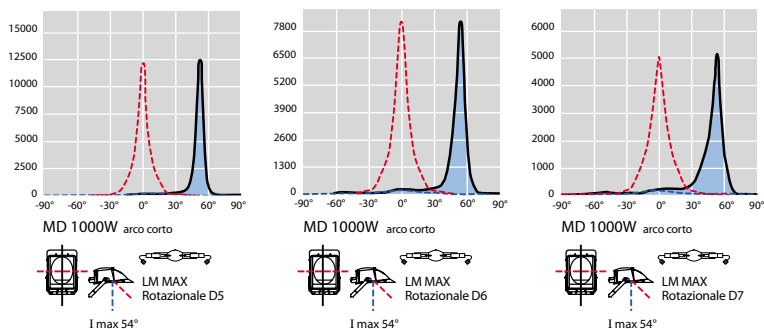 15000
12500
10000
7500
5000
2500
0
-90° -60° -30° 0° 30° 60° 90°
MD 1000W arco corto
LM MAX
Rotazionale D5
I max 54°
7800
6500
5200
3900
2600
1300
0
-90° -60° -30° 0° 30° 60° 90°
MD 1000W arco corto
LM MAX
Rotazionale D6
I max 54°
6000
5000
4000
3000
2000
1000
0
-90° -60° -30° 0° 30° 60° 90°
MD 1000W arco corto
LM MAX
Rotazionale D7
I max 54°